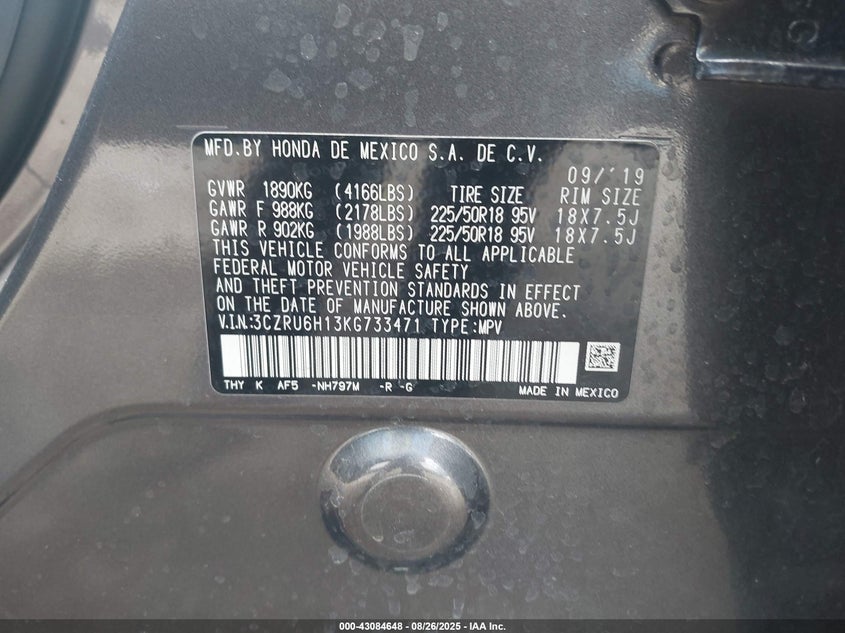 MFD.BY HONDA DE MEXICO S.A. DE C.V.
09/'19
GVWR 1890KG (4166LBS) TIRE SIZE RIM SIZE
GAWR F 988KG (2178LBS) 225/50R18 95V 18X7.5J
GAWR R 902KG (1988LBS) 225/50R18 95V 18X7.5J
THIS VEHICLE CONFORMS TO ALL APPLICABLE
FEDERAL MOTOR VEHICLE SAFETY
AND THEFT PREVENTION STANDARDS IN EFFECT
ON THE DATE OF MANUFACTURE SHOWN ABOVE.
V.I.N.:3CZRU6H13KG733471 TYPE:MPV
THY K AF5 -NH797M -R -G MADE IN MEXICO
000-43084648 - 08/26/2025 - IAA Inc.